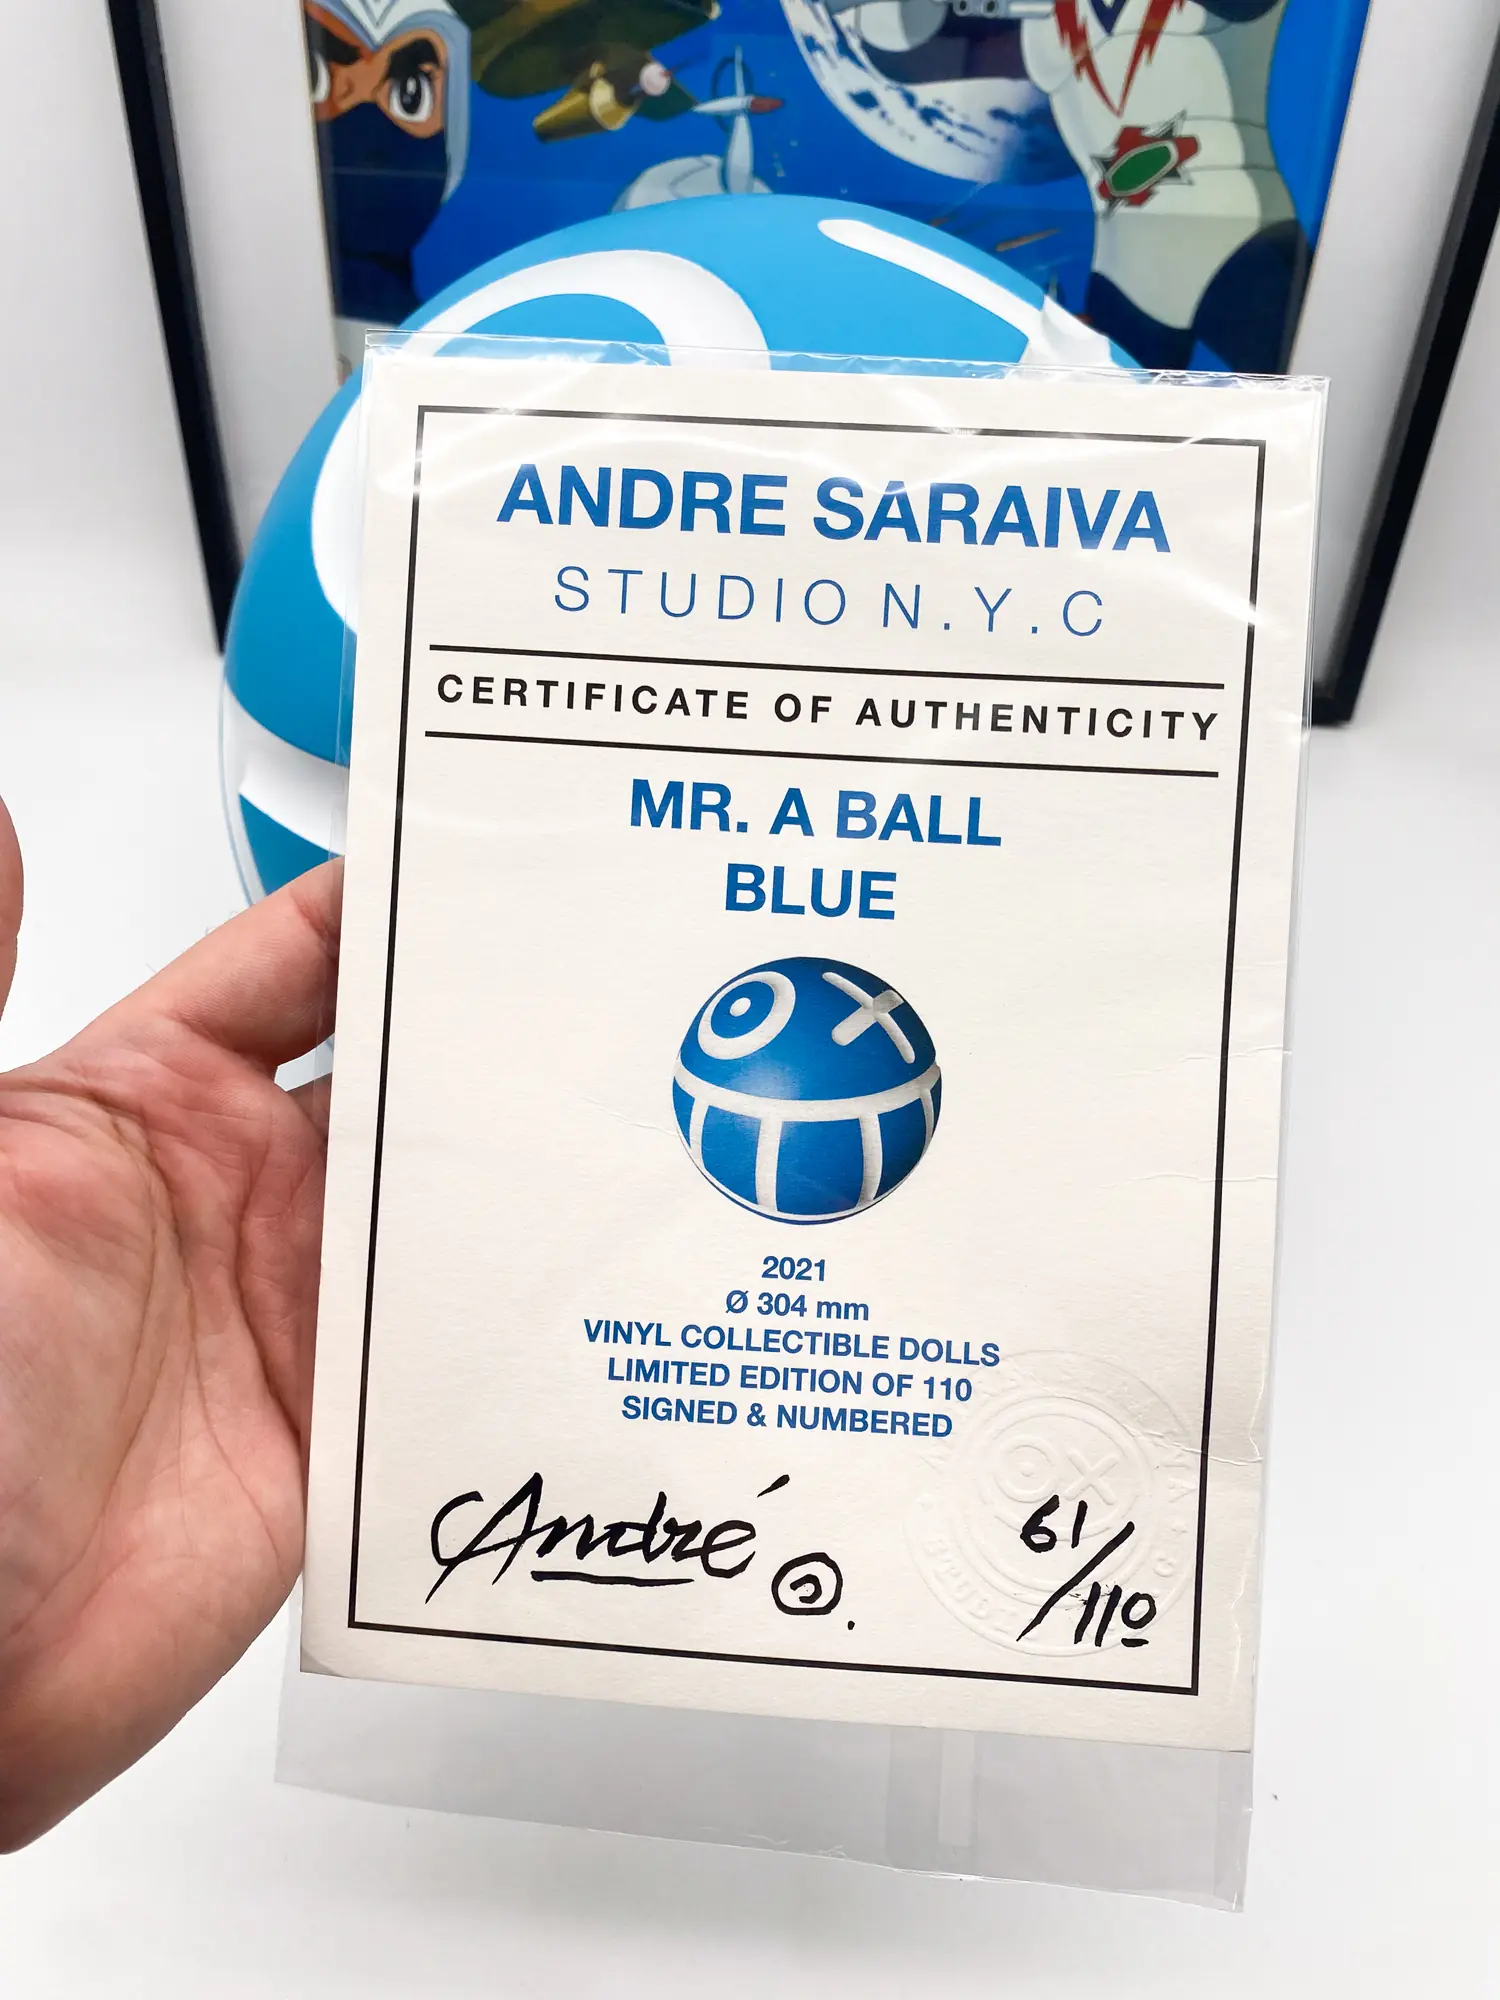 ANDRE SARAIVA
STUDIO N.Y.C
CERTIFICATE OF AUTHENTICITY
MR. A BALL
BLUE
2021
Ø 304 mm
VINYL COLLECTIBLE DOLLS
LIMITED EDITION OF 110
SIGNED & NUMBERED
André
61/110